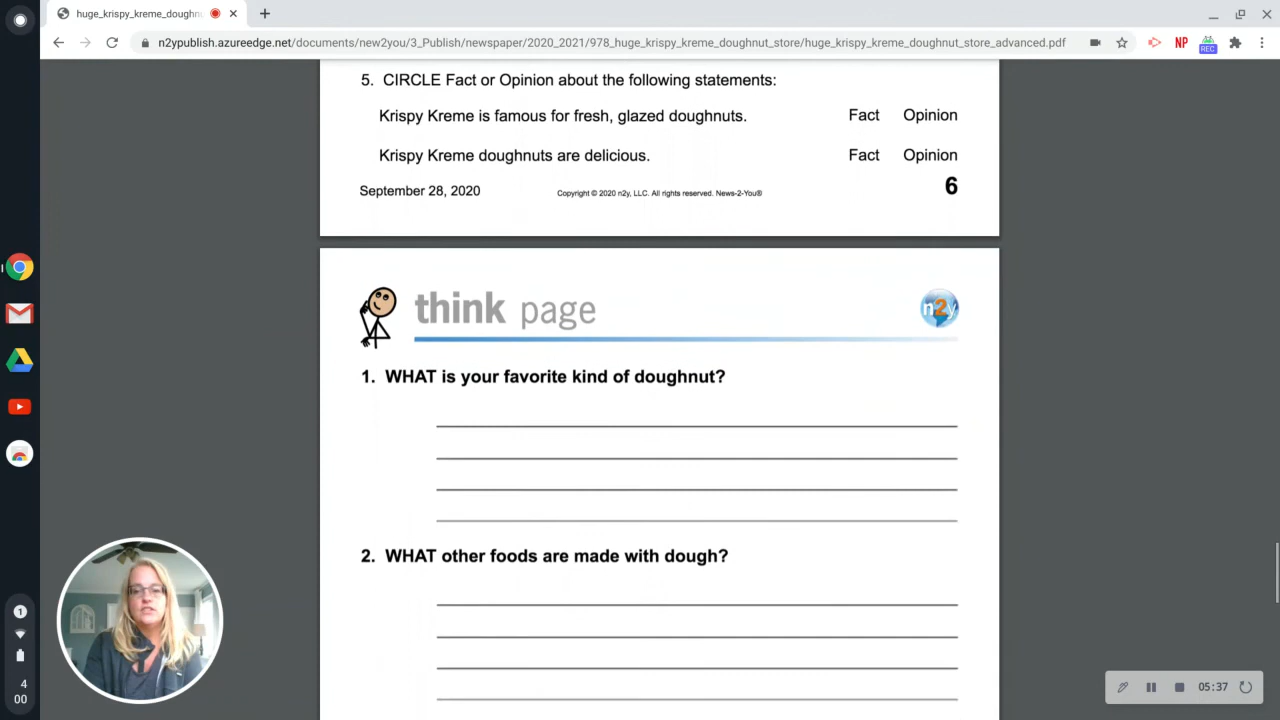 huge_krispy_kreme_doughn
n2ypublish.azureedge.net/documents/new2you/3_Publish/newspaper/2020_2021/978_huge_krispy_kreme_doughnut_store/huge_krispy_kreme_doughnut_store_advanced.pdf
NP
REC
5. CIRCLE Fact or Opinion about the following statements:
Krispy Kreme is famous for fresh, glazed doughnuts. Fact Opinion
Krispy Kreme doughnuts are delicious. Fact Opinion
September 28, 2020 Copyright © 2020 n2y, LLC. All rights reserved. News-2-You® 6
think page n2y
1. WHAT is your favorite kind of doughnut?
2. WHAT other foods are made with dough?
1
4
00
05:37